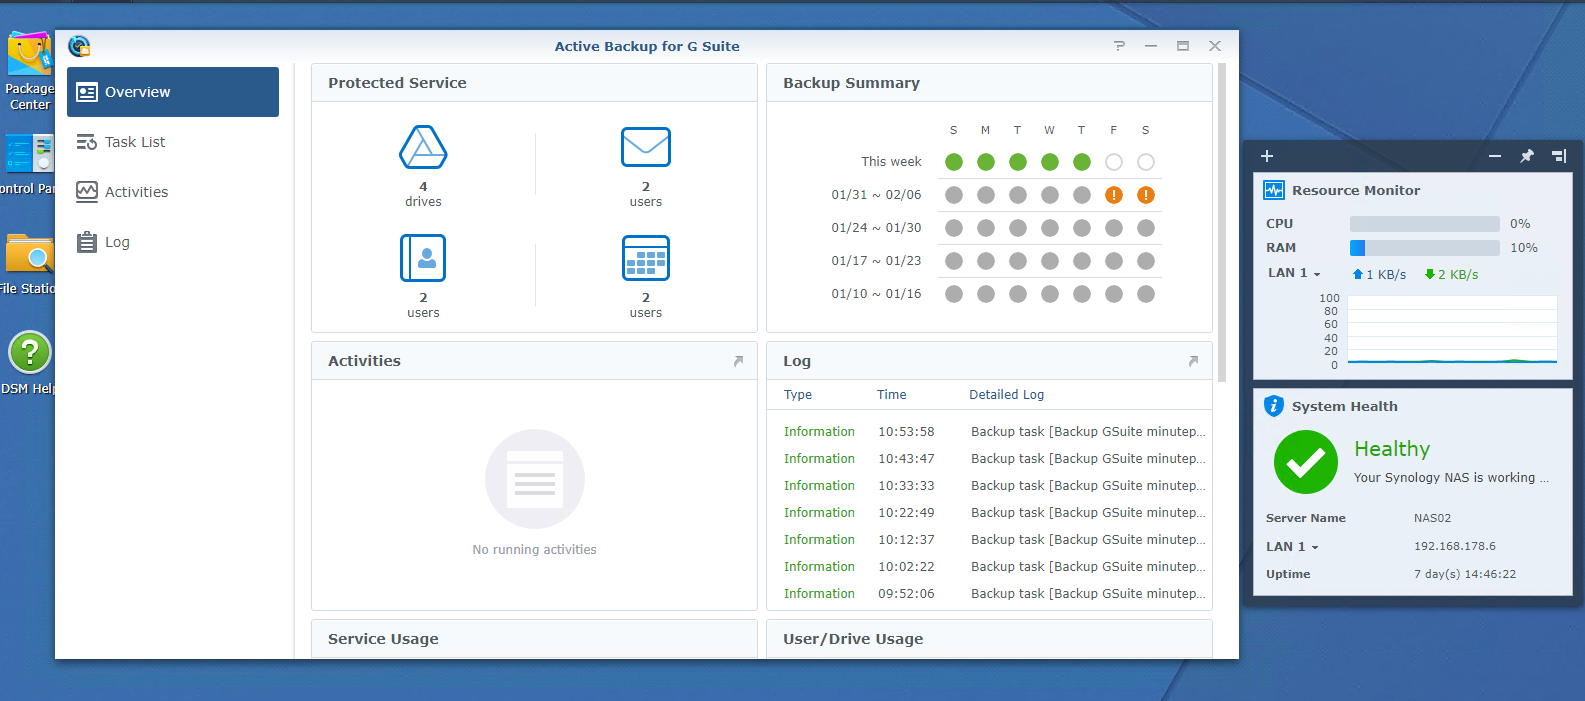 Active Backup for G Suite
Package
Center
ontrol Pan
File Statio
DSM Help
Overview
Task List
Activities
Log
Protected Service
4
drives
2
users
2
users
2
users
Backup Summary
S M T W T F S
This week
01/31 ~ 02/06
01/24 ~ 01/30
01/17 ~ 01/23
01/10 ~ 01/16
Activities
No running activities
Log
Type Time Detailed Log
Information 10:53:58 Backup task [Backup GSuite minutep...
Information 10:43:47 Backup task [Backup GSuite minutep...
Information 10:33:33 Backup task [Backup GSuite minutep...
Information 10:22:49 Backup task [Backup GSuite minutep...
Information 10:12:37 Backup task [Backup GSuite minutep...
Information 10:02:22 Backup task [Backup GSuite minutep...
Information 09:52:06 Backup task [Backup GSuite minutep...
Service Usage
User/Drive Usage
Resource Monitor
CPU 0%
RAM 10%
LAN 1 1 KB/s 2 KB/s
100
80
60
40
20
0
System Health
Healthy
Your Synology NAS is working ...
Server Name NAS02
LAN 1 192.168.178.6
Uptime 7 day(s) 14:46:22